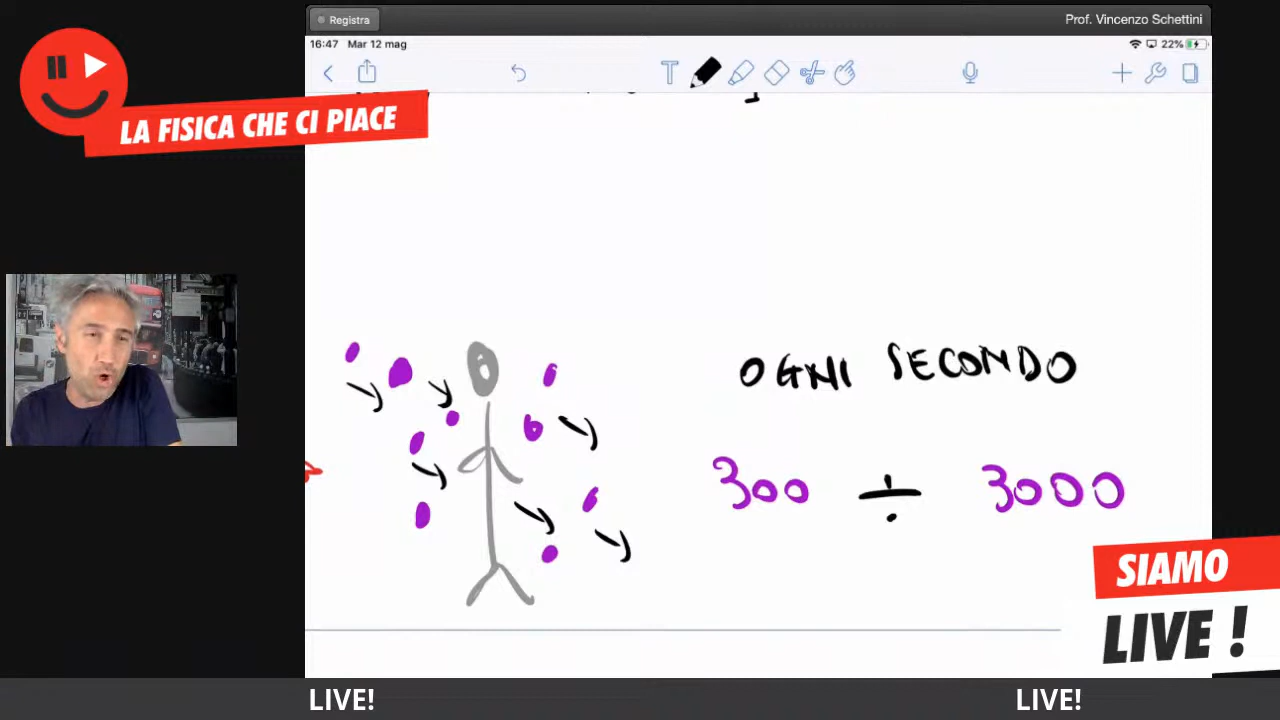 Registra
Prof. Vincenzo Schettini
16:47 Mar 12 mag
22%
LA FISICA CHE CI PIACE
OGNI SECONDO
300 ÷ 3000
SIAMO
LIVE !
LIVE!
LIVE!